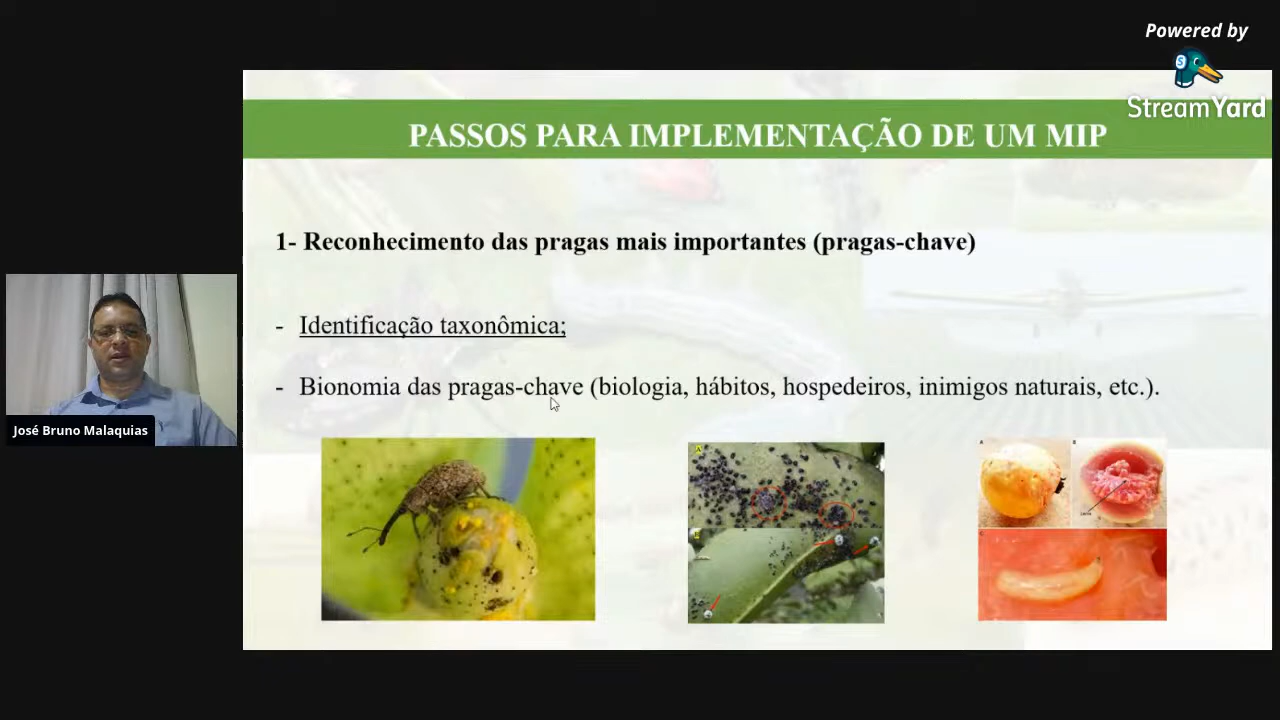 Powered by
StreamYard
PASSOS PARA IMPLEMENTAÇÃO DE UM MIP
1- Reconhecimento das pragas mais importantes (pragas-chave)
- Identificação taxonômica;
- Bionomia das pragas-chave (biologia, hábitos, hospedeiros, inimigos naturais, etc.).
José Bruno Malaquias
A
A
B
C